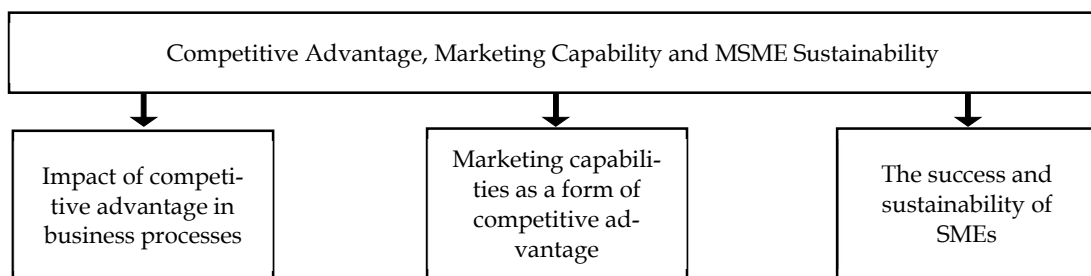 Competitive Advantage, Marketing Capability and MSME Sustainability
Impact of competi-
tive advantage in
business processes
Marketing capabili-
ties as a form of
competitive ad-
vantage
The success and
sustainability of
SMEs